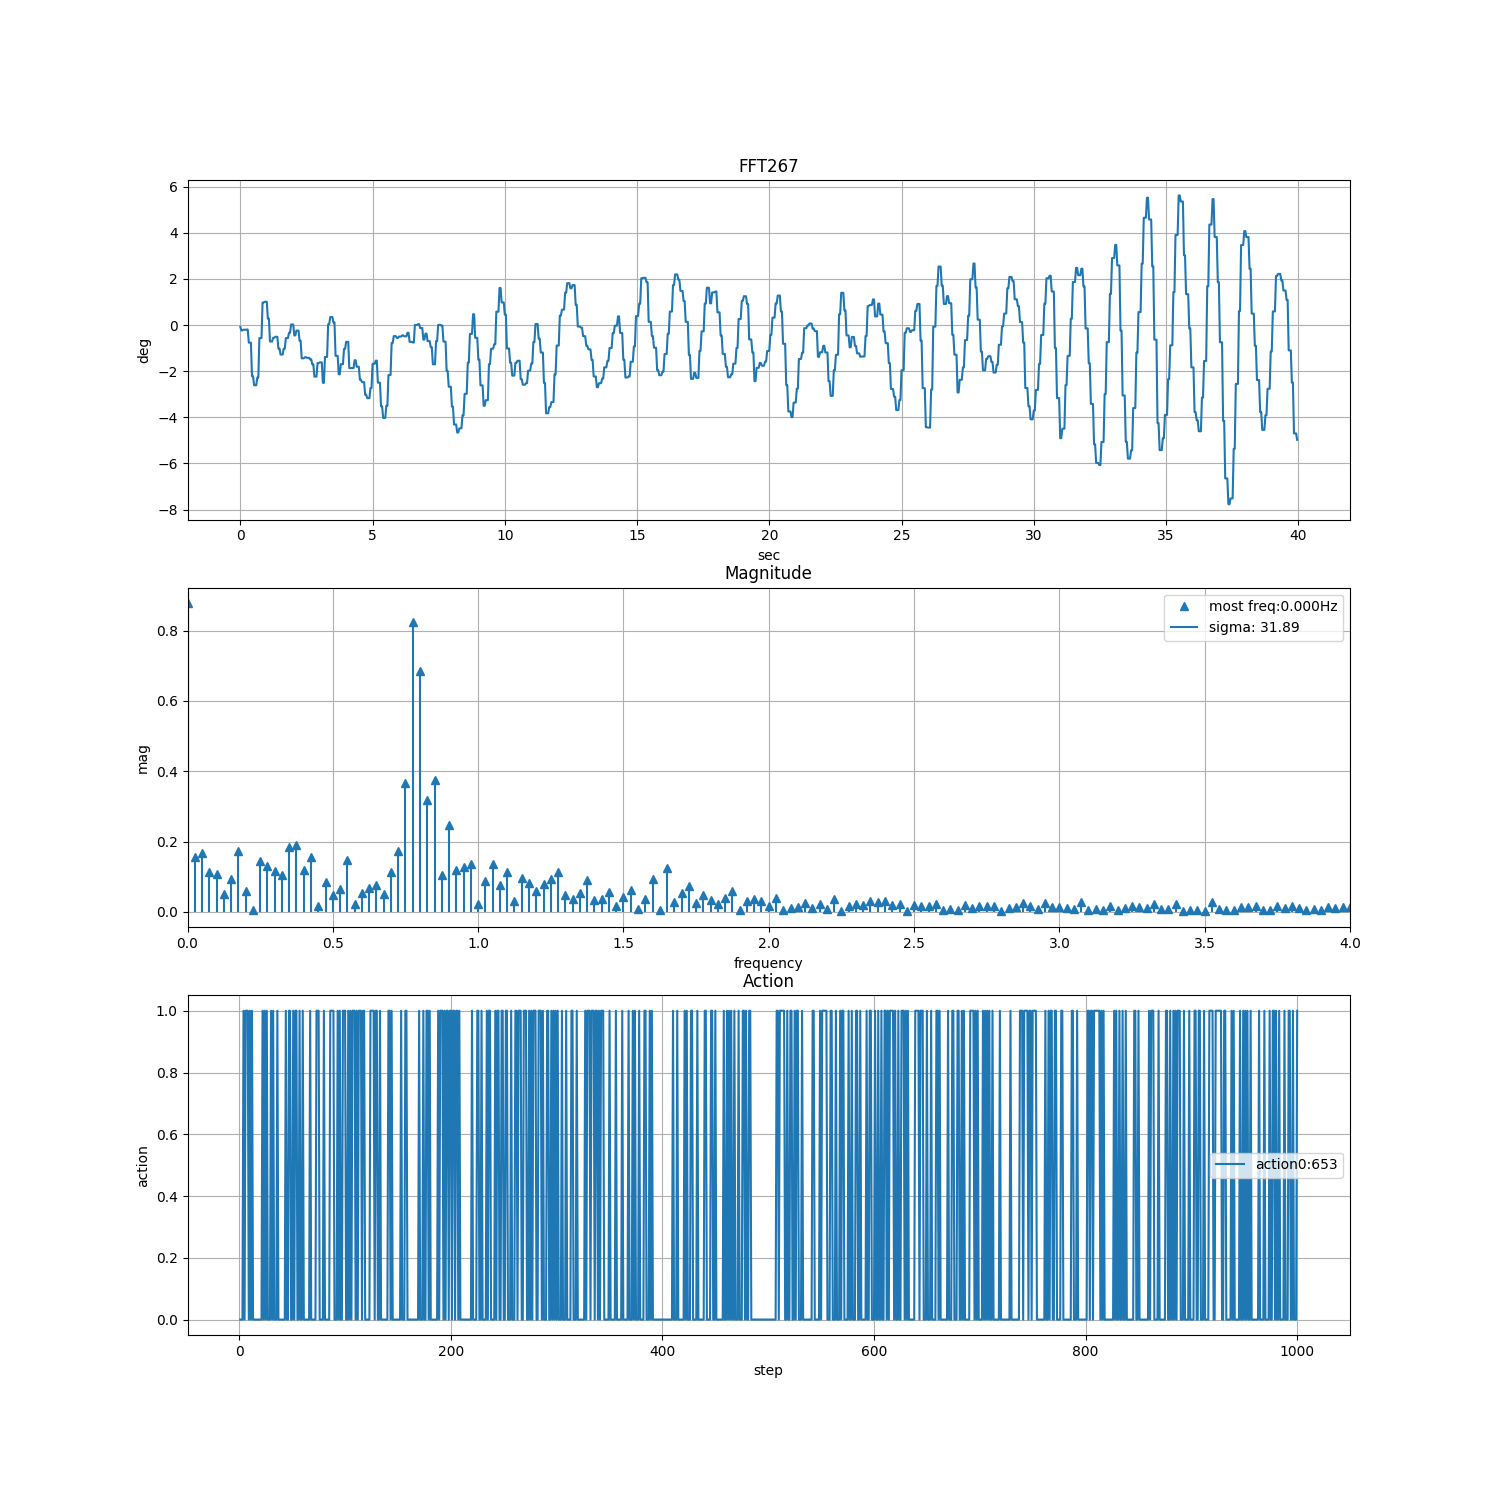 FFT267
6
4
2
0
−2
−4
−6
−8
deg
0 5 10 15 20 25 30 35 40
sec
Magnitude
most freq:0.000Hz
sigma: 31.89
0.8
0.6
0.4
0.2
0.0
mag
0.0 0.5 1.0 1.5 2.0 2.5 3.0 3.5 4.0
frequency
Action
1.0
0.8
0.6
0.4
0.2
0.0
action
action0:653
0 200 400 600 800 1000
step